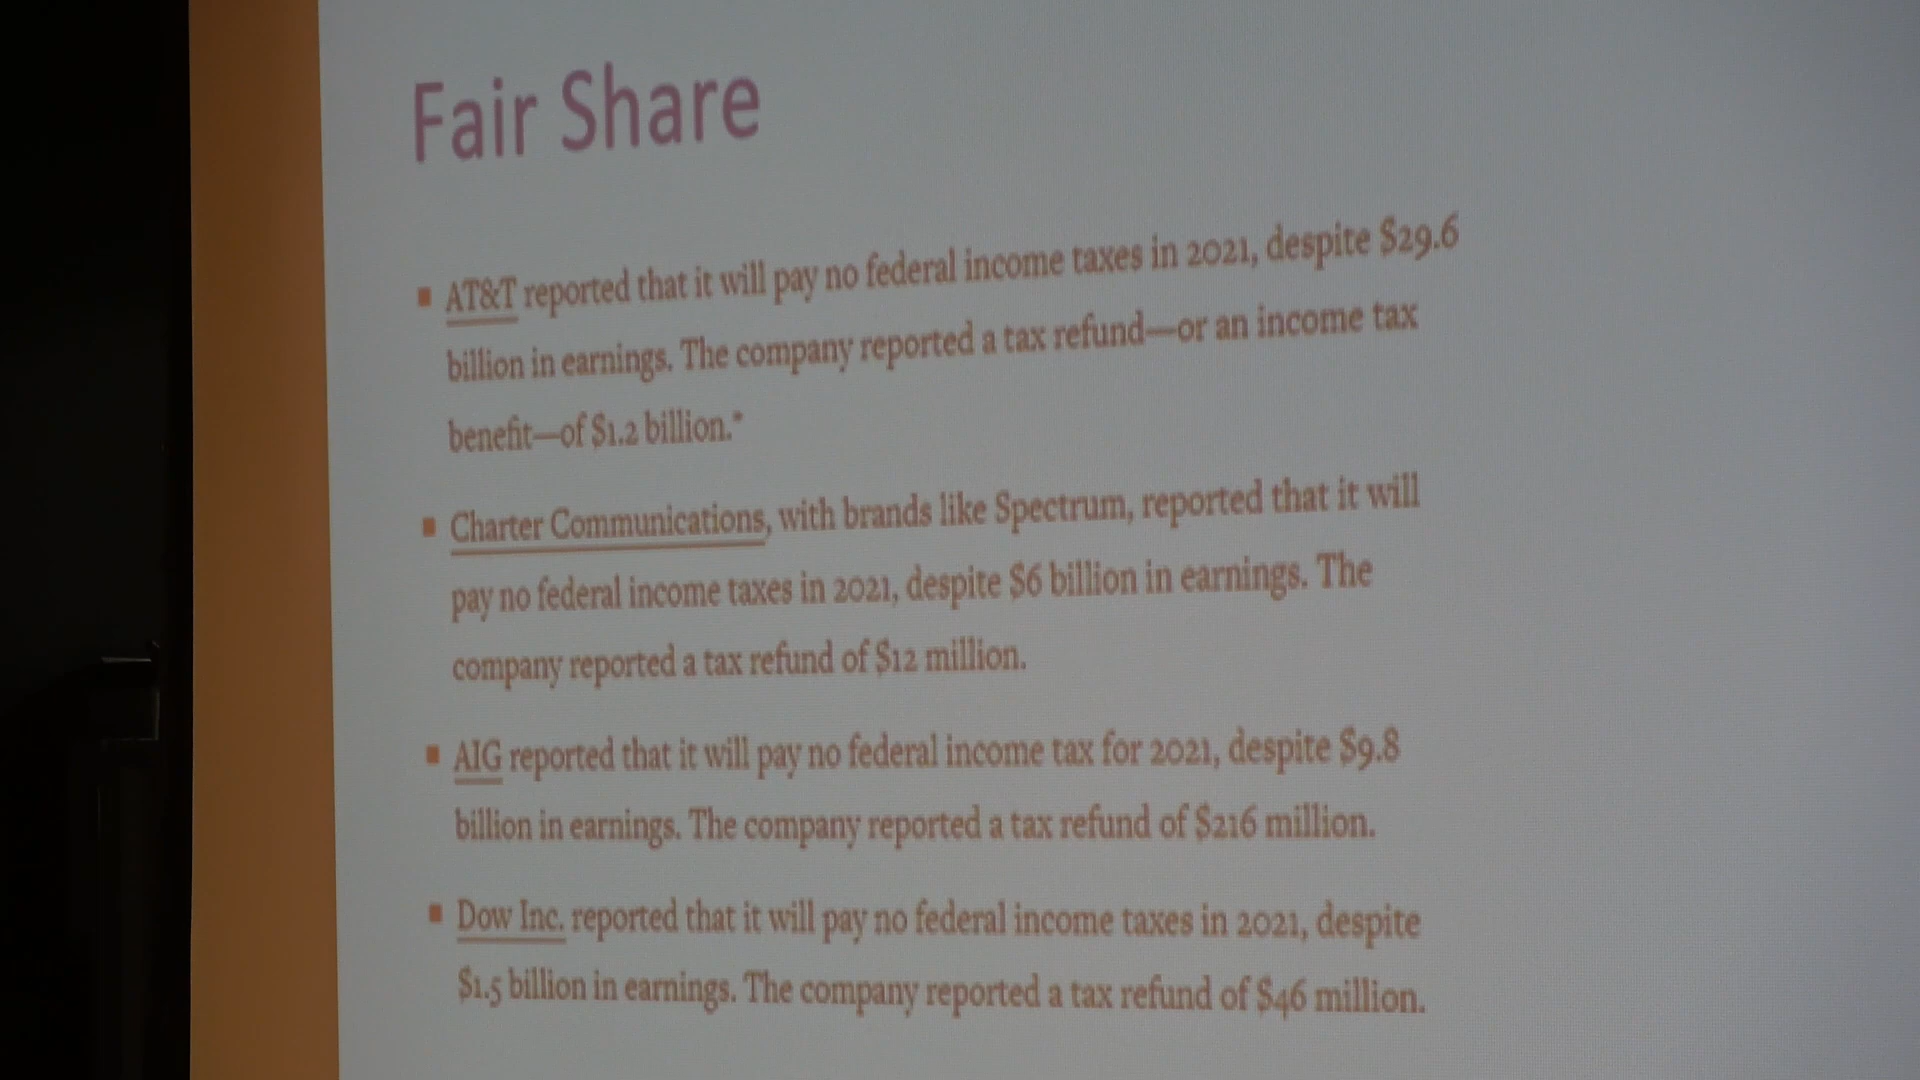 Fair Share
AT&T reported that it will pay no federal income taxes in 2021, despite $29.6
billion in earnings. The company reported a tax refund—or an income tax
benefit—of $1.2 billion.*
Charter Communications, with brands like Spectrum, reported that it will
pay no federal income taxes in 2021, despite $6 billion in earnings. The
company reported a tax refund of $12 million.
AIG reported that it will pay no federal income tax for 2021, despite $9.8
billion in earnings. The company reported a tax refund of $216 million.
Dow Inc. reported that it will pay no federal income taxes in 2021, despite
$1.5 billion in earnings. The company reported a tax refund of $46 million.